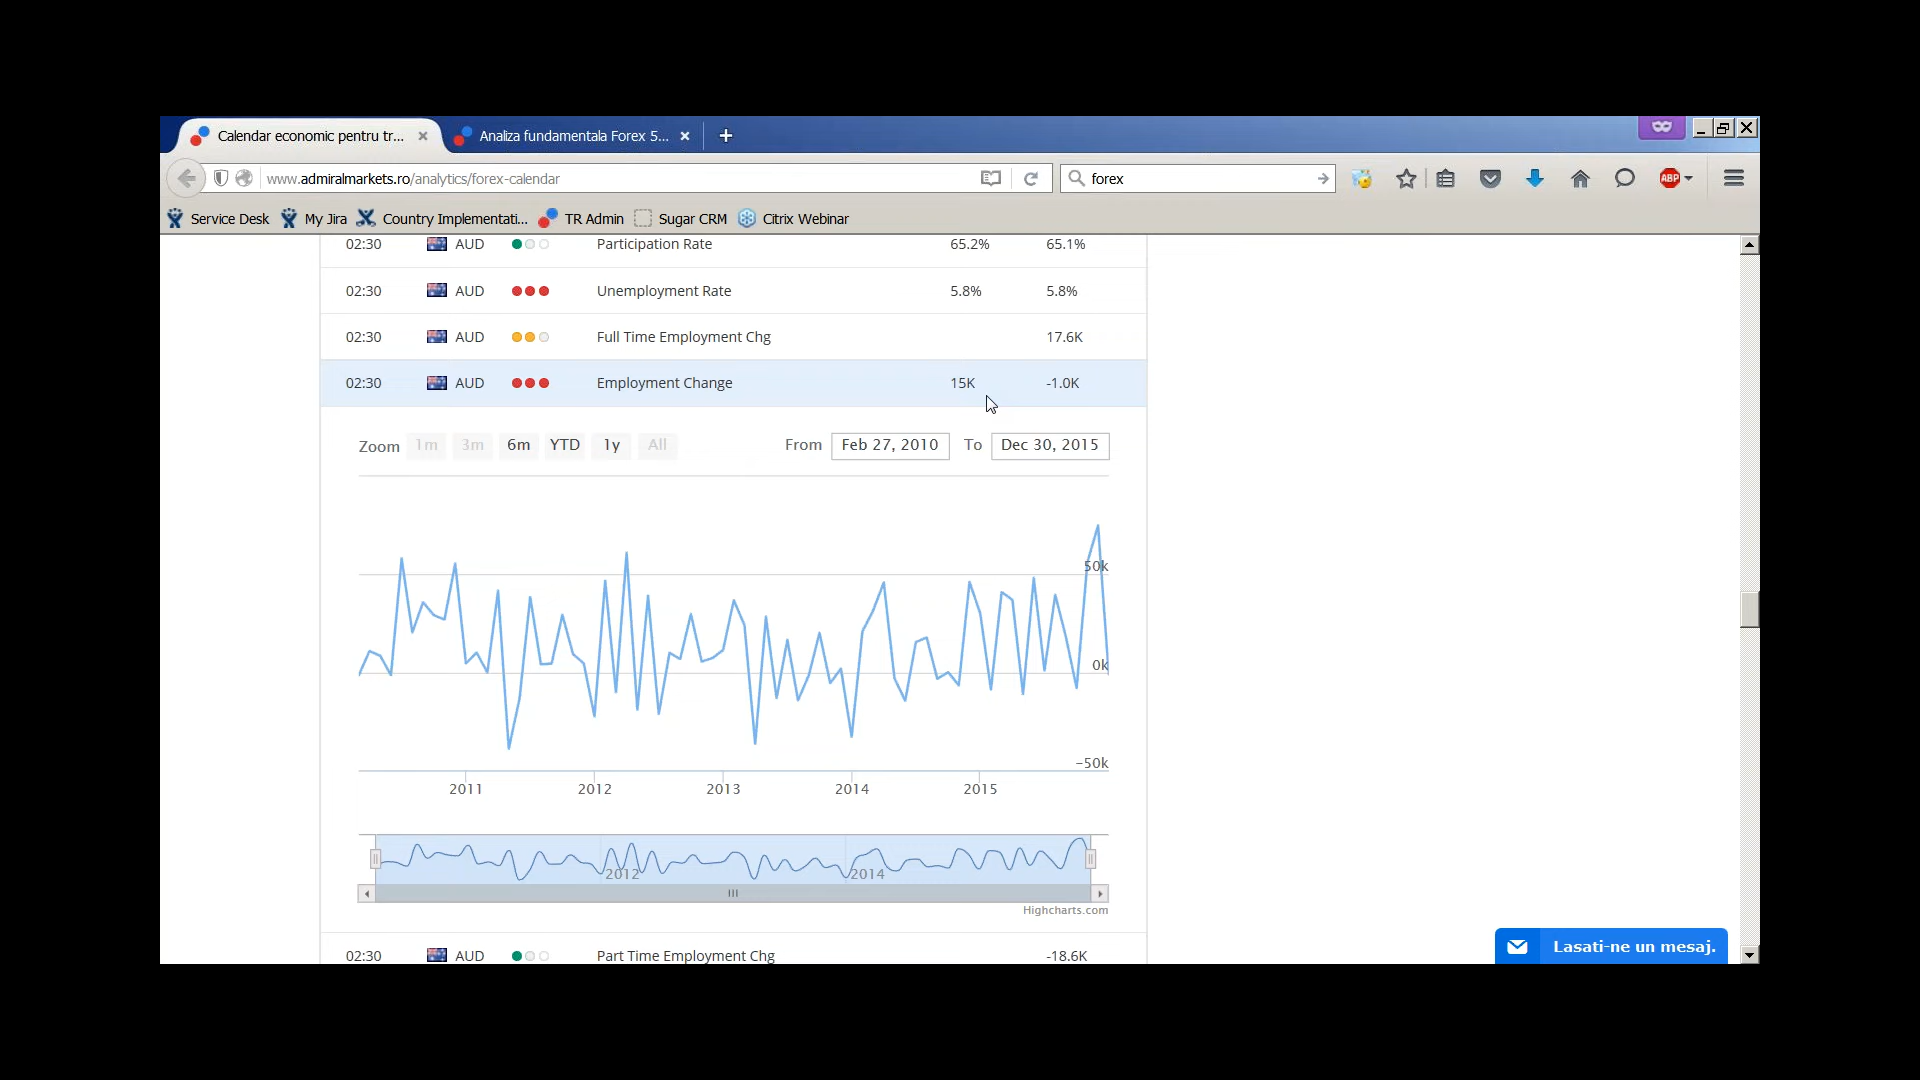 Calendar economic pentru tr...
Analiza fundamentala Forex 5...
www.admiralmarkets.ro/analytics/forex-calendar
forex
ABP
Service Desk
My Jira
Country Implementati...
TR Admin
Sugar CRM
Citrix Webinar
02:30 AUD Participation Rate 65.2% 65.1%
02:30 AUD Unemployment Rate 5.8% 5.8%
02:30 AUD Full Time Employment Chg 17.6K
02:30 AUD Employment Change 15K -1.0K
Zoom 1m 3m 6m YTD 1y All From Feb 27, 2010 To Dec 30, 2015
50k
0k
-50k
2011 2012 2013 2014 2015
2012 2014
Highcharts.com
02:30 AUD Part Time Employment Chg -18.6K
Lasati-ne un mesaj.